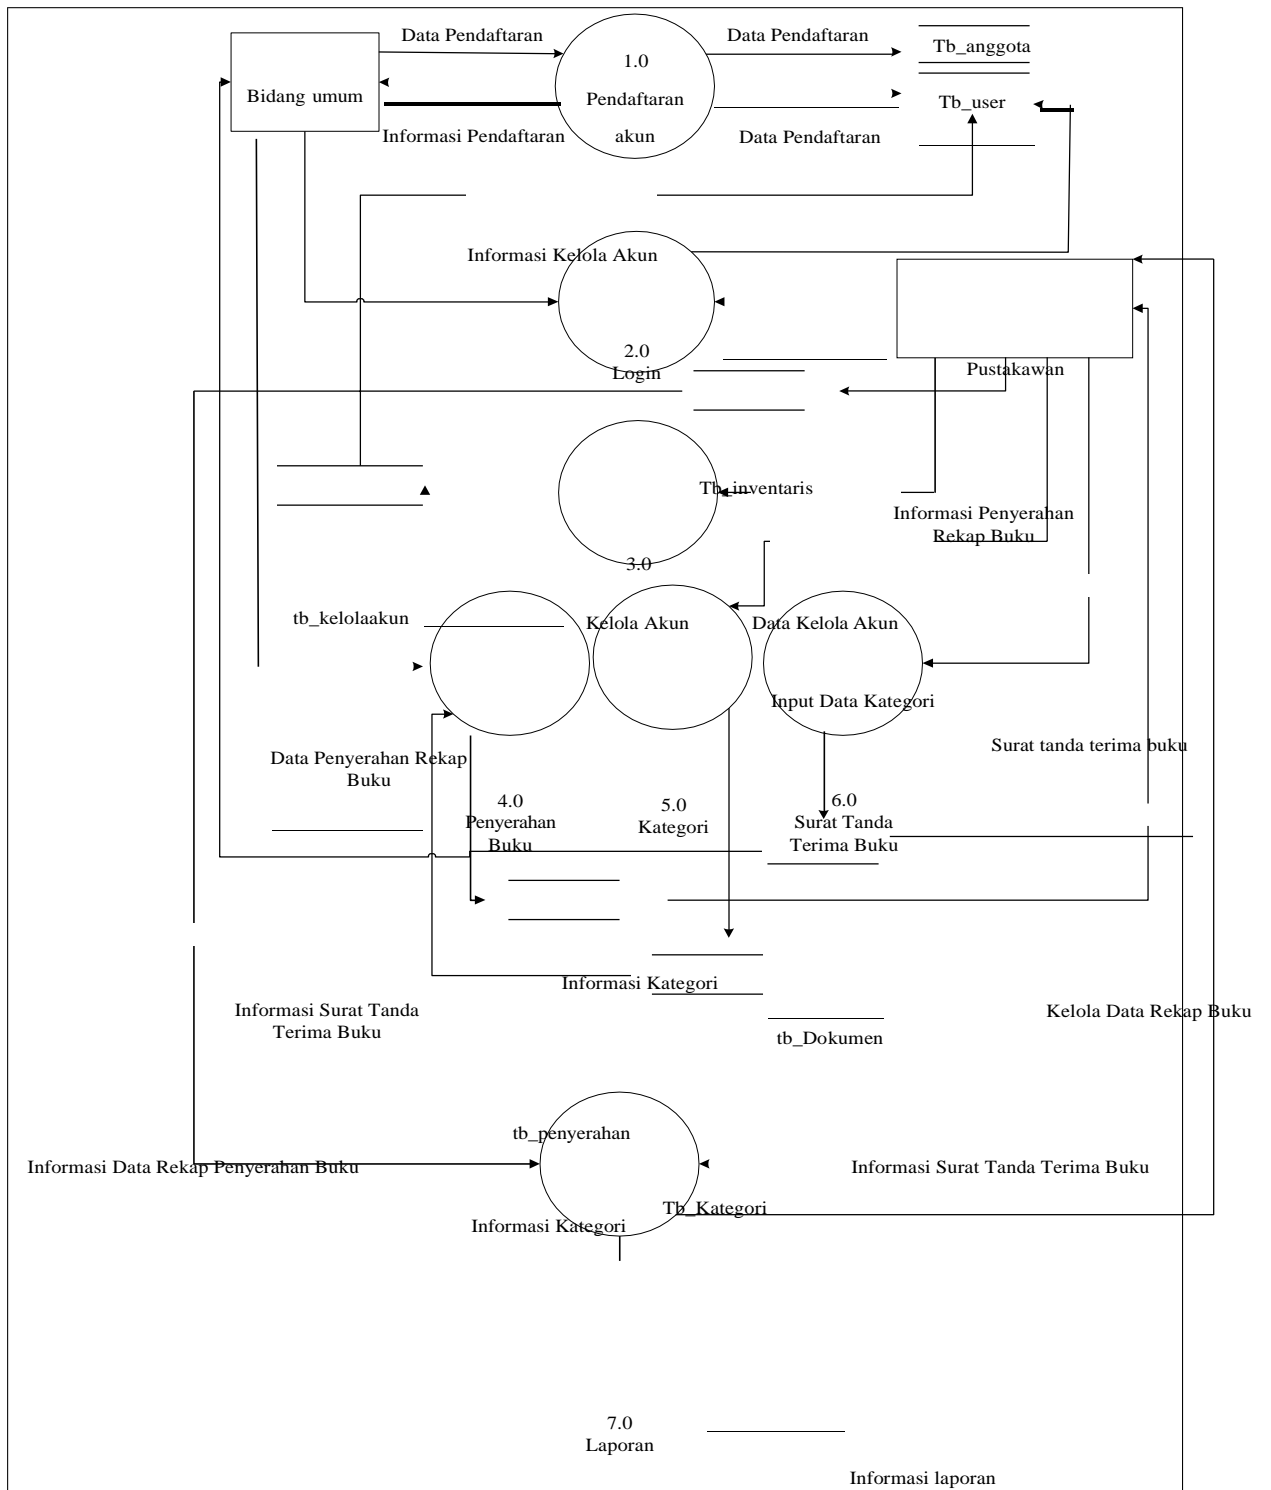 Data Pendaftaran
Data Pendaftaran
Tb_anggota
1.0
Bidang umum
Pendaftaran
akun
Tb_user
Informasi Pendaftaran
Data Pendaftaran
Informasi Kelola Akun
2.0
Login
Pustakawan
Tb_inventaris
Informasi Penyerahan
Rekap Buku
3.0
tb_kelolaakun
Kelola Akun
Data Kelola Akun
Input Data Kategori
Surat tanda terima buku
Data Penyerahan Rekap
Buku
4.0
Penyerahan
Buku
5.0
Kategori
6.0
Surat Tanda
Terima Buku
Informasi Kategori
Informasi Surat Tanda
Terima Buku
Kelola Data Rekap Buku
tb_Dokumen
tb_penyerahan
Informasi Data Rekap Penyerahan Buku
Informasi Surat Tanda Terima Buku
Tb_Kategori
Informasi Kategori
7.0
Laporan
Informasi laporan